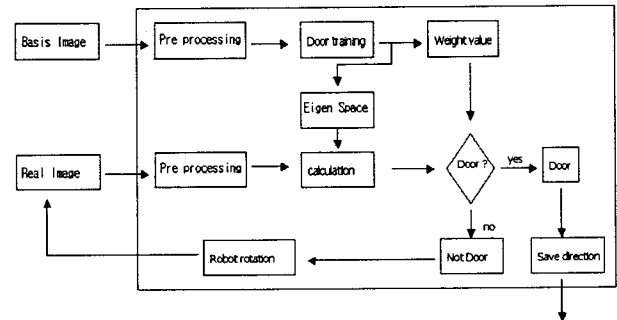 Basis Image
Pre processing
Door training
Weight value
Eigen Space
Real Image
Pre processing
calculation
Door ?
yes
Door
no
Robot rotation
Not Door
Save direction